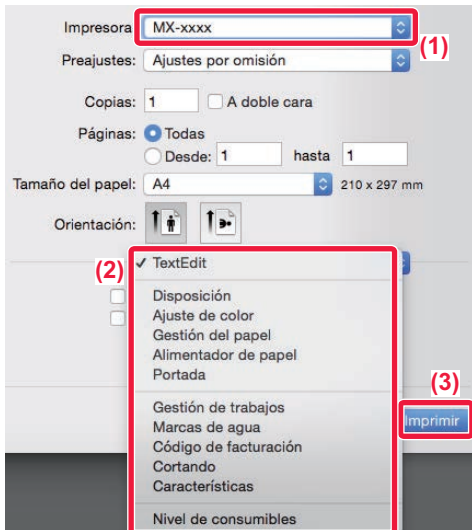 Impresora: MX-xxxx
(1)
Preajustes: Ajustes por omisión
Copias: 1 A doble cara
Páginas: Todas
Desde: 1 hasta 1
Tamaño del papel: A4 210 x 297 mm
Orientación:
(2)
✓ TextEdit
Disposición
Ajuste de color
Gestión del papel
Alimentador de papel
Portada
(3)
Gestión de trabajos
Marcas de agua
Imprimir
Código de facturación
Cortando
Características
Nivel de consumibles